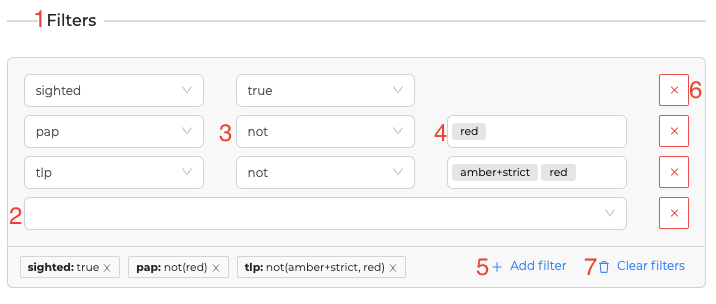 1 Filters
sighted true × 6
pap 3 not 4 red ×
tlp not amber+strict red ×
2 ×
sighted: true × pap: not(red) × tlp: not(amber+strict, red) × 5 + Add filter 7 Clear filters